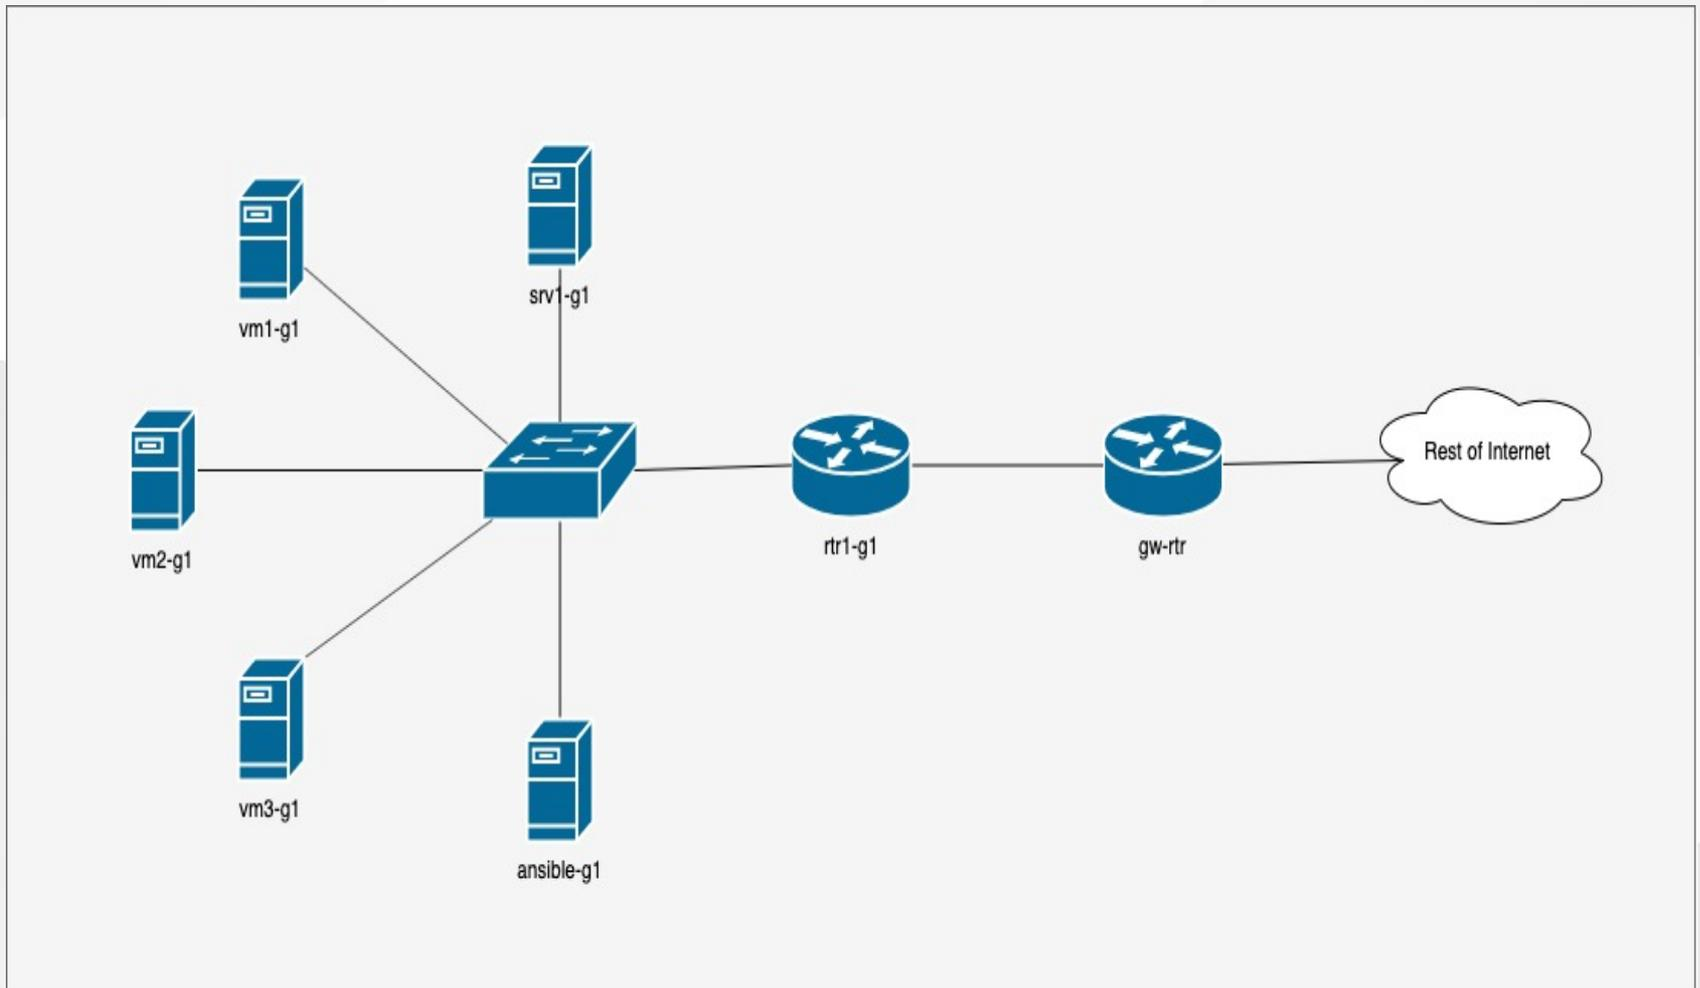 srv1-g1
vm1-g1
Rest of Internet
vm2-g1
rtr1-g1
gw-rtr
vm3-g1
ansible-g1